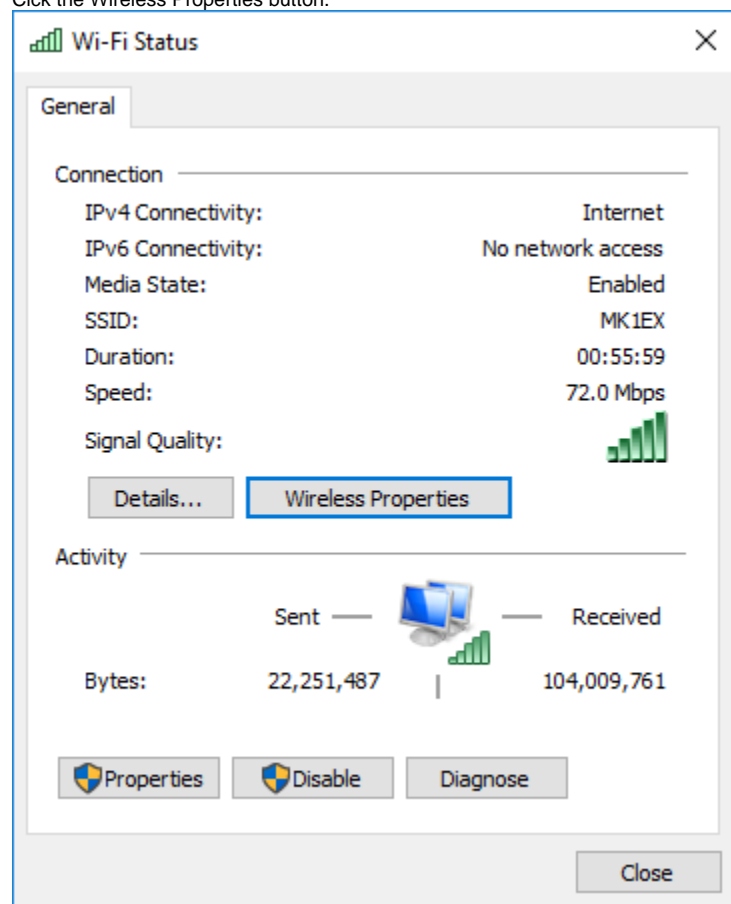 Click the Wireless Properties button.
Wi-Fi Status
General
Connection
IPv4 Connectivity: Internet
IPv6 Connectivity: No network access
Media State: Enabled
SSID: MK1EX
Duration: 00:55:59
Speed: 72.0 Mbps
Signal Quality:
Details... Wireless Properties
Activity
Sent Received
Bytes: 22,251,487 104,009,761
Properties Disable Diagnose
Close